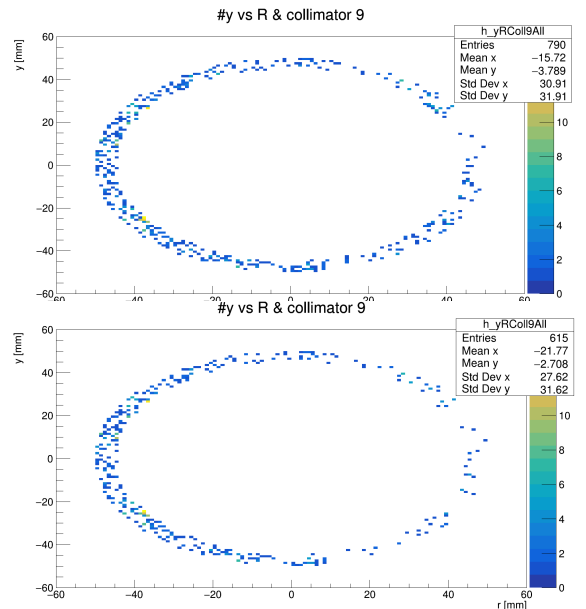 #y vs R & collimator 9
y [mm]
h_yRColl9All
Entries 790
Mean x −15.72
Mean y −3.789
Std Dev x 30.91
Std Dev y 31.91
60
40
20
0
−20
−40
−60
−60 −40 −20 0 20 40 60
10
8
6
4
2
0
#y vs R & collimator 9
y [mm]
h_yRColl9All
Entries 615
Mean x −21.77
Mean y −2.708
Std Dev x 27.62
Std Dev y 31.62
60
40
20
0
−20
−40
−60
−60 −40 −20 0 20 40 60
r [mm]
10
8
6
4
2
0